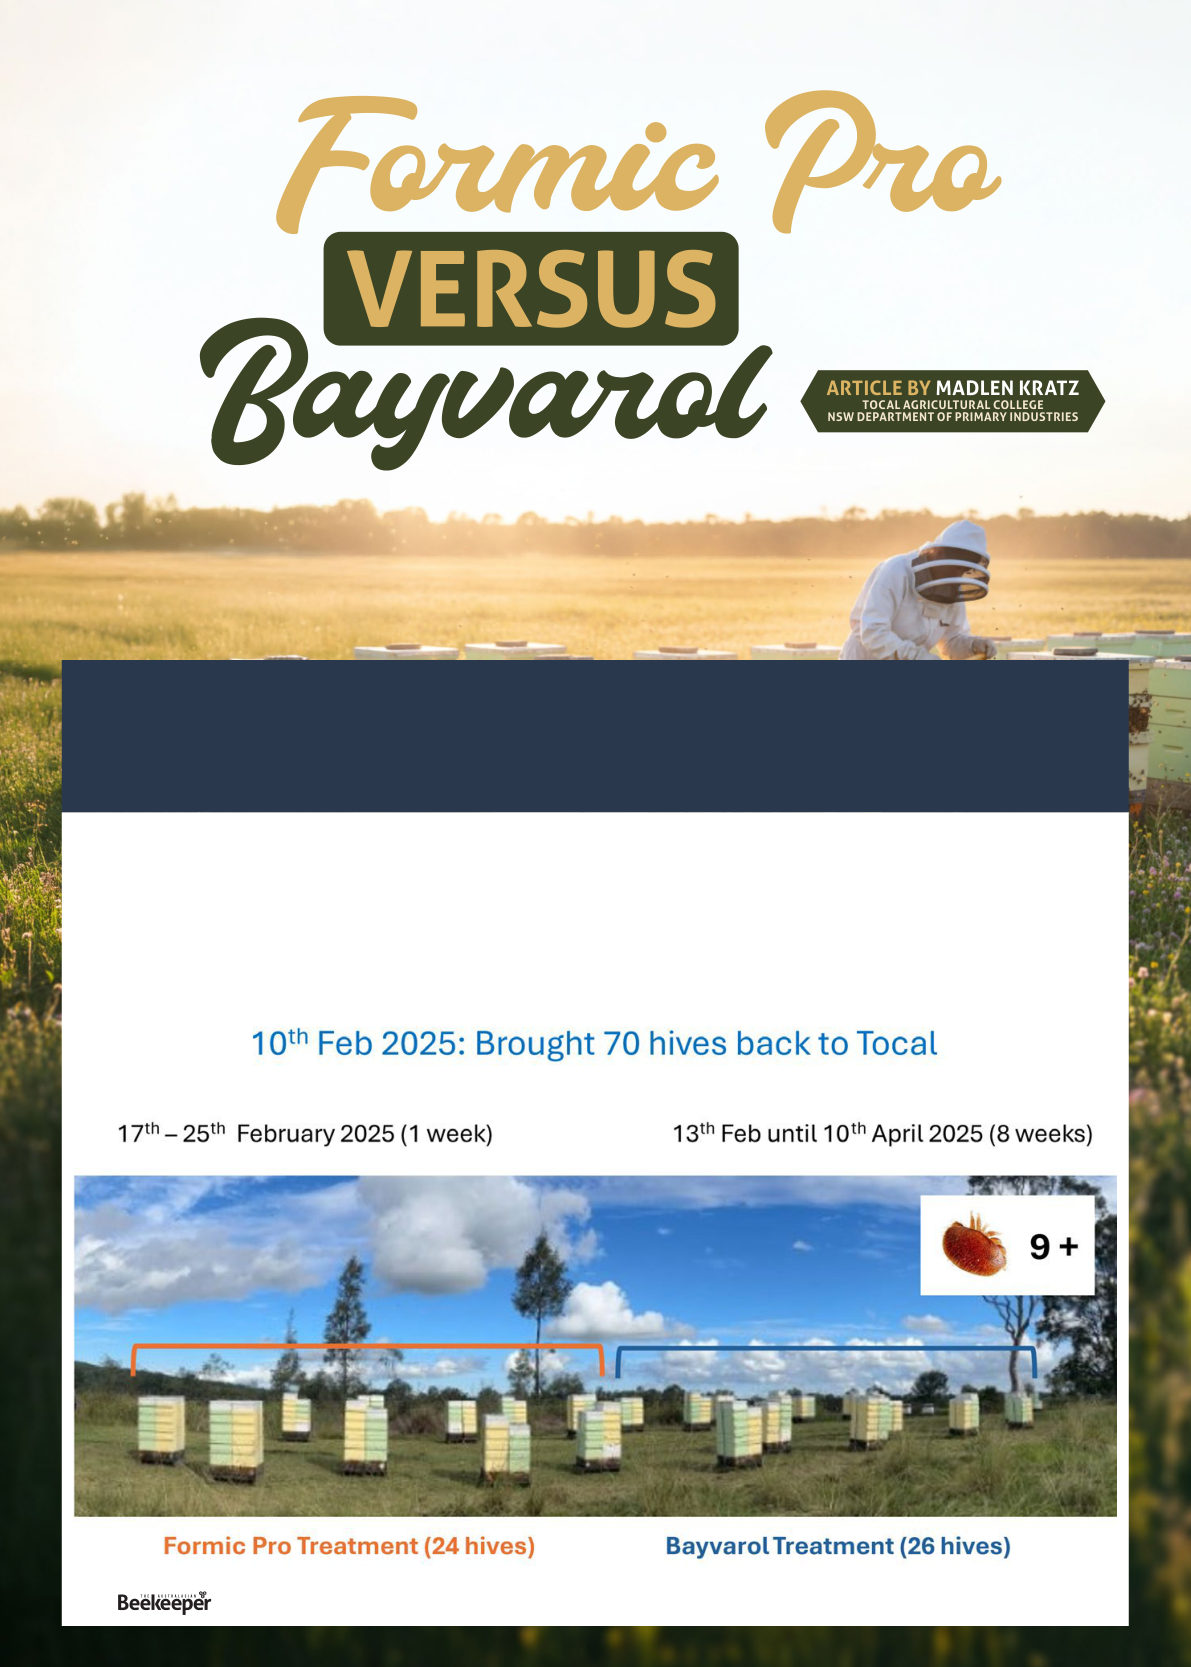 Formic Pro
VERSUS
Bayvarol
ARTICLE BY MADLEN KRATZ
TOCAL AGRICULTURAL COLLEGE
NSW DEPARTMENT OF PRIMARY INDUSTRIES
10th Feb 2025: Brought 70 hives back to Tocal
17th – 25th February 2025 (1 week)
13th Feb until 10th April 2025 (8 weeks)
9 +
Formic Pro Treatment (24 hives)
Bayvarol Treatment (26 hives)
THE AUSTRALASIAN
Beekeeper